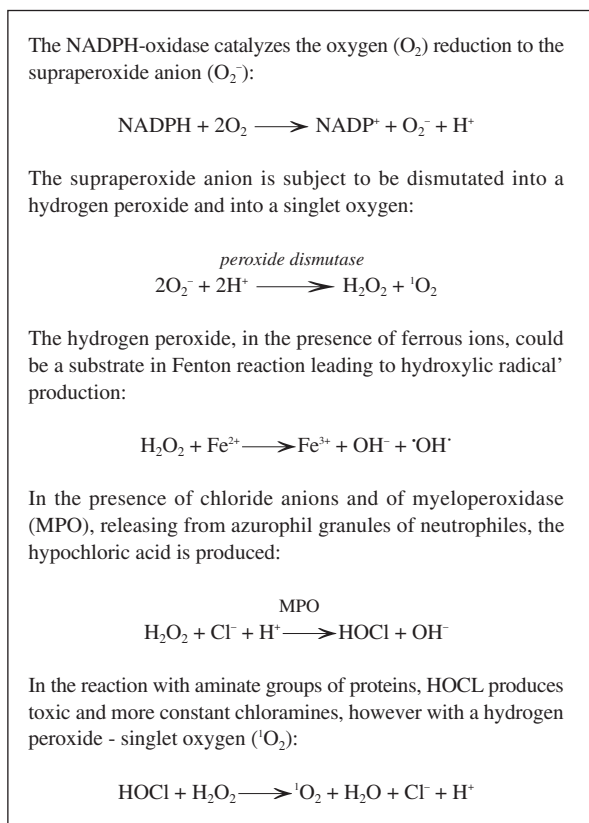 The NADPH-oxidase catalyzes the oxygen (O₂) reduction to the
supraperoxide anion (O₂⁻):
NADPH + 2O₂ ⟶ NADP⁺ + O₂⁻ + H⁺
The supraperoxide anion is subject to be dismutated into a
hydrogen peroxide and into a singlet oxygen:
peroxide dismutase
2O₂⁻ + 2H⁺ ⟶ H₂O₂ + ¹O₂
The hydrogen peroxide, in the presence of ferrous ions, could
be a substrate in Fenton reaction leading to hydroxylic radical’
production:
H₂O₂ + Fe²⁺ ⟶ Fe³⁺ + OH⁻ + ˙OH˙
In the presence of chloride anions and of myeloperoxidase
(MPO), releasing from azurophil granules of neutrophiles, the
hypochloric acid is produced:
MPO
H₂O₂ + Cl⁻ + H⁺ ⟶ HOCl + OH⁻
In the reaction with aminate groups of proteins, HOCL produces
toxic and more constant chloramines, however with a hydrogen
peroxide - singlet oxygen (¹O₂):
HOCl + H₂O₂ ⟶ ¹O₂ + H₂O + Cl⁻ + H⁺